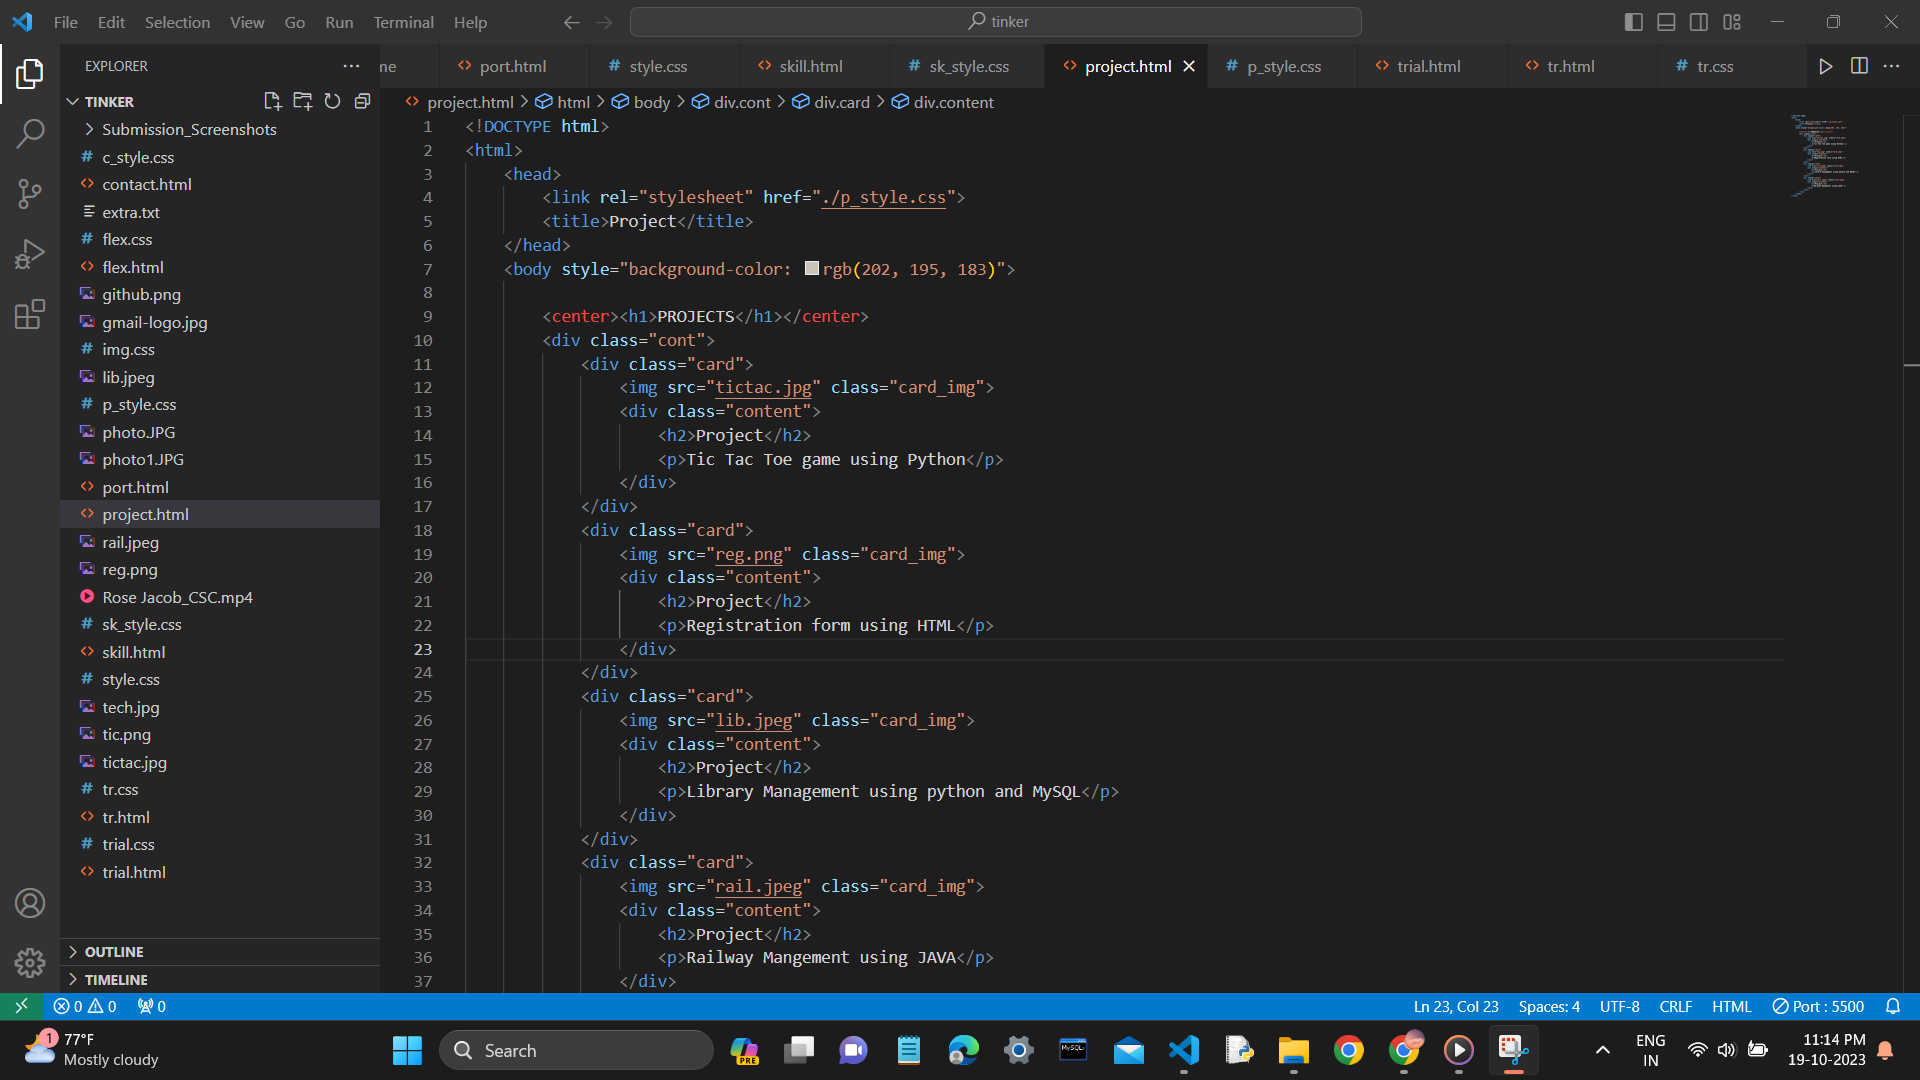 File Edit Selection View Go Run Terminal Help
tinker
EXPLORER
me port.html style.css skill.html sk_style.css project.html p_style.css trial.html tr.html tr.css
TINKER
Submission_Screenshots
c_style.css
contact.html
extra.txt
flex.css
flex.html
github.png
gmail-logo.jpg
img.css
lib.jpeg
p_style.css
photo.JPG
photo1.JPG
port.html
project.html
rail.jpeg
reg.png
Rose Jacob_CSC.mp4
sk_style.css
skill.html
style.css
tech.jpg
tic.png
tictac.jpg
tr.css
tr.html
trial.css
trial.html
OUTLINE
TIMELINE
project.html > html > body > div.cont > div.card > div.content
1 <!DOCTYPE html>
2 <html>
3 <head>
4 <link rel="stylesheet" href="./p_style.css">
5 <title>Project</title>
6 </head>
7 <body style="background-color: rgb(202, 195, 183)">
8
9 <center><h1>PROJECTS</h1></center>
10 <div class="cont">
11 <div class="card">
12 <img src="tictac.jpg" class="card_img">
13 <div class="content">
14 <h2>Project</h2>
15 <p>Tic Tac Toe game using Python</p>
16 </div>
17 </div>
18 <div class="card">
19 <img src="reg.png" class="card_img">
20 <div class="content">
21 <h2>Project</h2>
22 <p>Registration form using HTML</p>
23 </div>
24 </div>
25 <div class="card">
26 <img src="lib.jpeg" class="card_img">
27 <div class="content">
28 <h2>Project</h2>
29 <p>Library Management using python and MySQL</p>
30 </div>
31 </div>
32 <div class="card">
33 <img src="rail.jpeg" class="card_img">
34 <div class="content">
35 <h2>Project</h2>
36 <p>Railway Mangement using JAVA</p>
37 </div>
0 0 0 Ln 23, Col 23 Spaces: 4 UTF-8 CRLF HTML Port : 5500
1
77°F
Mostly cloudy
Search
PRE
MySQL
ENG
IN
11:14 PM
19-10-2023